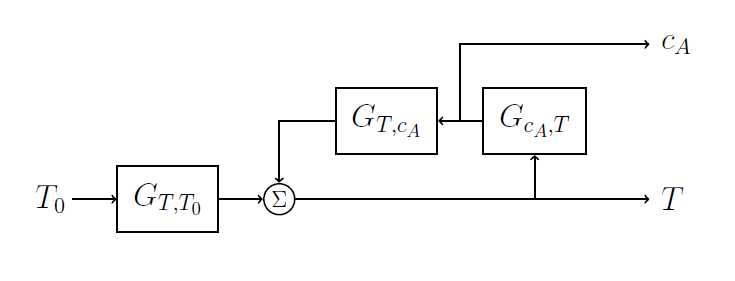 c_A
G_{T,c_A} G_{c_A,T}
T_0 G_{T,T_0} Σ T